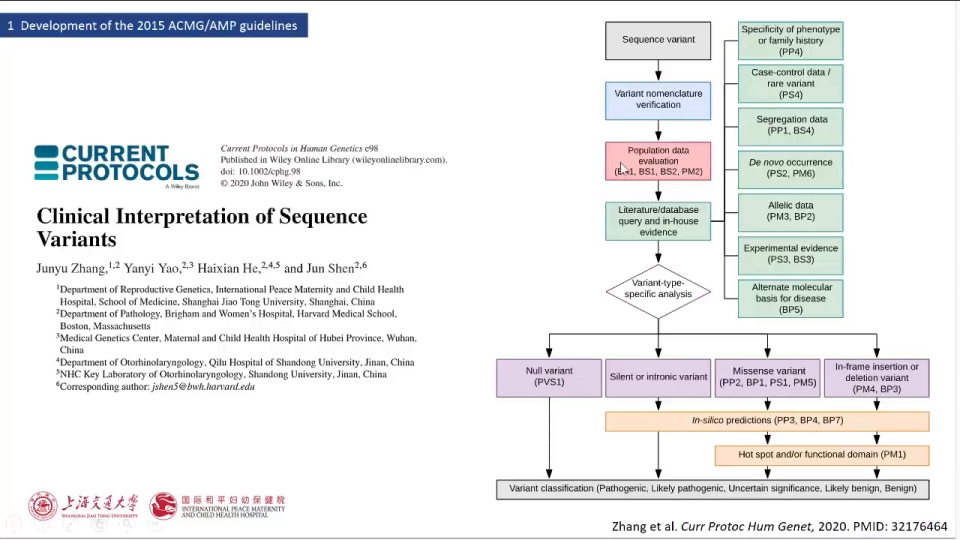 1 Development of the 2015 ACMG/AMP guidelines
CURRENT
PROTOCOLS
A Wiley Brand
Current Protocols in Human Genetics e98
Published in Wiley Online Library (wileyonlinelibrary.com).
doi: 10.1002/cphg.98
© 2020 John Wiley & Sons, Inc.
Clinical Interpretation of Sequence
Variants
Junyu Zhang,1,2 Yanyi Yao,2,3 Haixian He,2,4,5 and Jun Shen2,6
1Department of Reproductive Genetics, International Peace Maternity and Child Health
Hospital, School of Medicine, Shanghai Jiao Tong University, Shanghai, China
2Department of Pathology, Brigham and Women's Hospital, Harvard Medical School,
Boston, Massachusetts
3Medical Genetics Center, Maternal and Child Health Hospital of Hubei Province, Wuhan,
China
4Department of Otorhinolaryngology, Qilu Hospital of Shandong University, Jinan, China
5NHC Key Laboratory of Otorhinolaryngology, Shandong University, Jinan, China
6Corresponding author: jshen5@bwh.harvard.edu
Sequence variant
Variant nomenclature
verification
Population data
evaluation
BS1, BS2, PM2)
Literature/database
query and in-house
evidence
Variant-type-
specific analysis
Specificity of phenotype
or family history
(PP4)
Case-control data /
rare variant
(PS4)
Segregation data
(PP1, BS4)
De novo occurrence
(PS2, PM6)
Allelic data
(PM3, BP2)
Experimental evidence
(PS3, BS3)
Alternate molecular
basis for disease
(BP5)
Null variant
(PVS1)
Silent or intronic variant
Missense variant
(PP2, BP1, PS1, PM5)
In-frame insertion or
deletion variant
(PM4, BP3)
In-silico predictions (PP3, BP4, BP7)
Hot spot and/or functional domain (PM1)
Variant classification (Pathogenic, Likely pathogenic, Uncertain significance, Likely benign, Benign)
上海交通大学
SHANGHAI JIAO TONG UNIVERSITY
国际和平妇幼保健院
INTERNATIONAL PEACE MATERNITY
AND CHILD HEALTH HOSPITAL
Zhang et al. Curr Protoc Hum Genet, 2020. PMID: 32176464